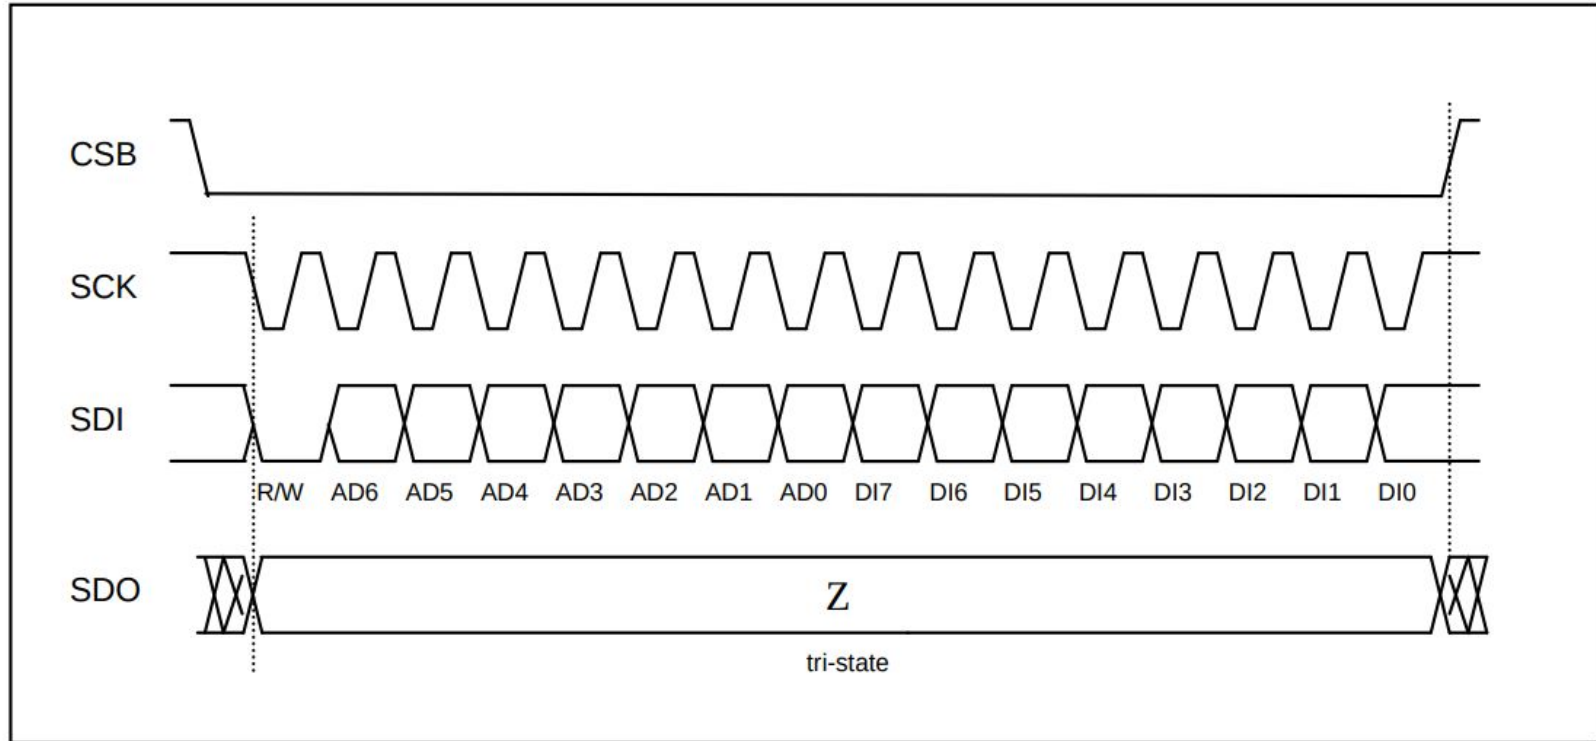 CSB
SCK
SDI
R/W AD6 AD5 AD4 AD3 AD2 AD1 AD0 DI7 DI6 DI5 DI4 DI3 DI2 DI1 DI0
SDO
Z
tri-state